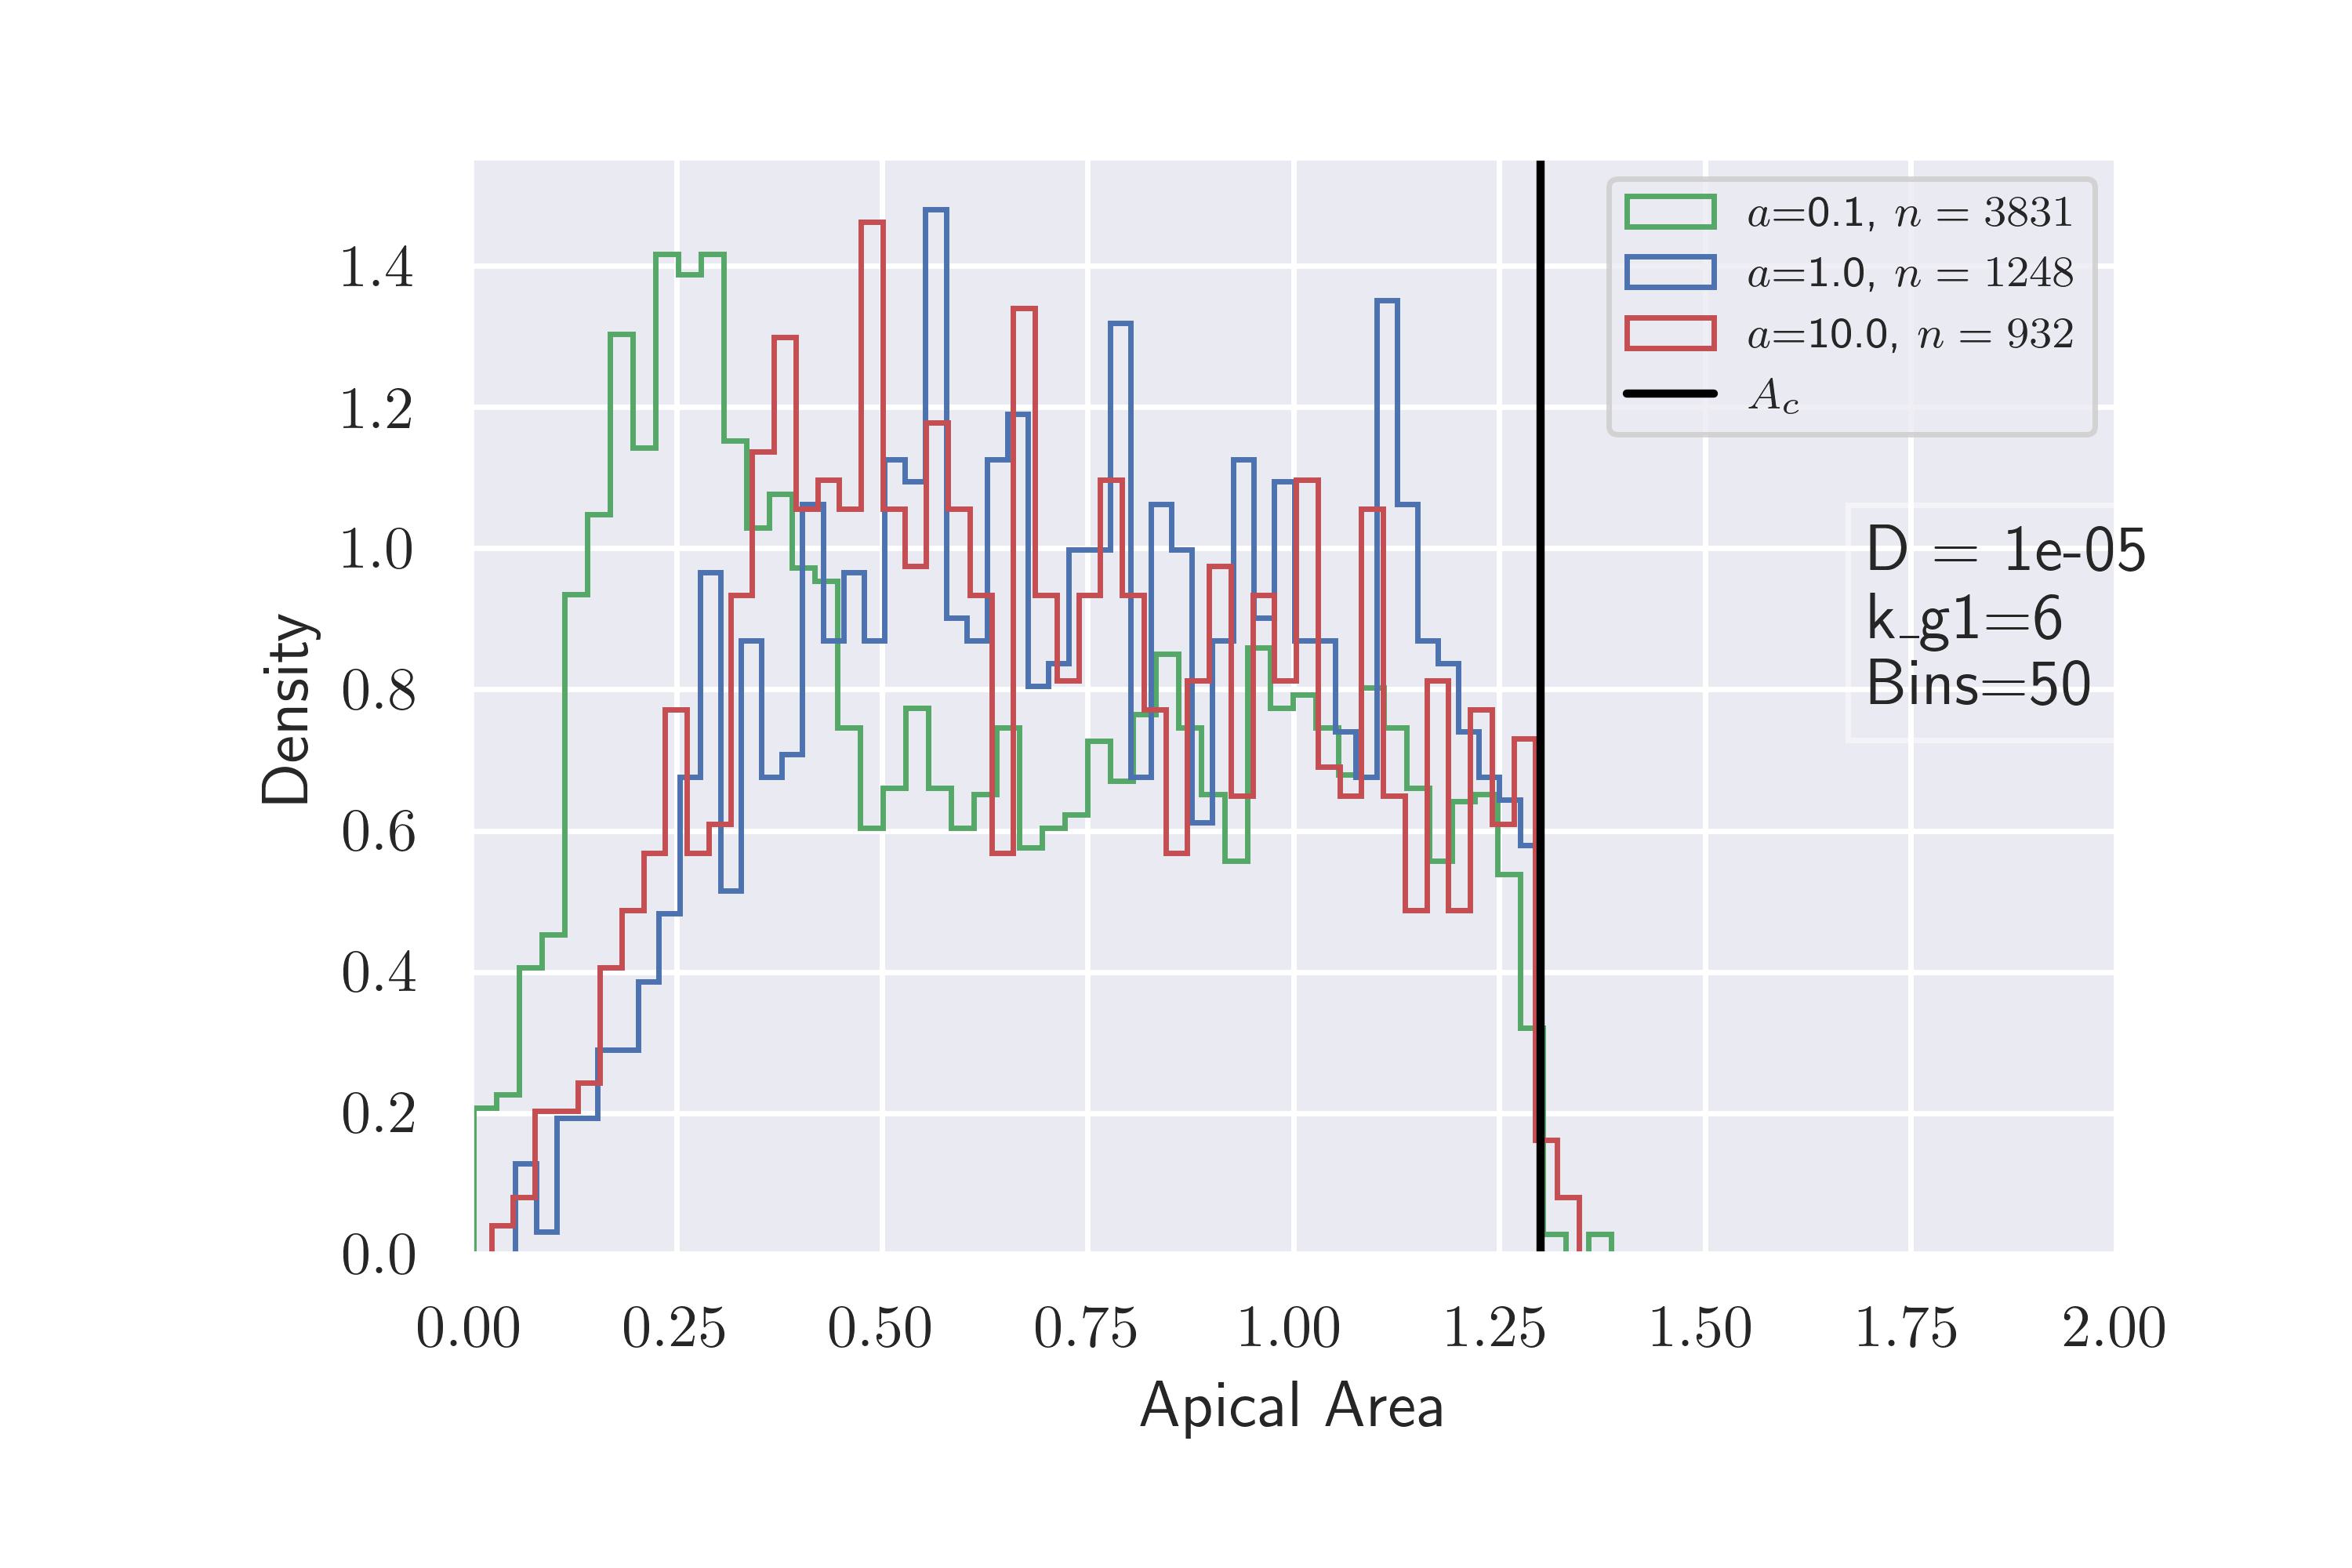 a=0.1, n = 3831
a=1.0, n = 1248
a=10.0, n = 932
A_c
D = 1e-05
k_g1=6
Bins=50
Density
1.4
1.2
1.0
0.8
0.6
0.4
0.2
0.0
0.00 0.25 0.50 0.75 1.00 1.25 1.50 1.75 2.00
Apical Area